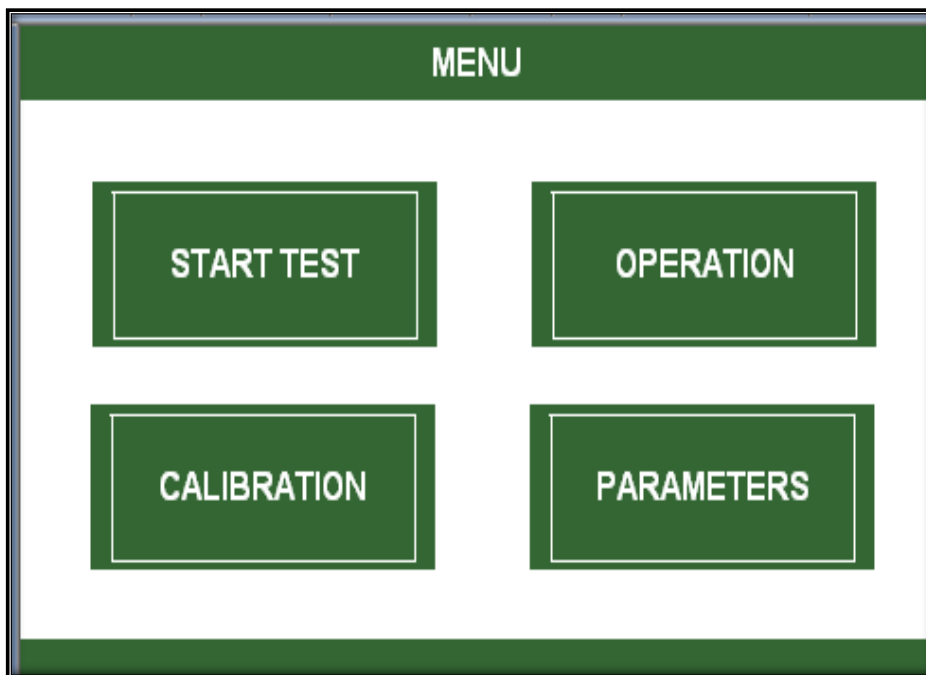 MENU
START TEST
OPERATION
CALIBRATION
PARAMETERS